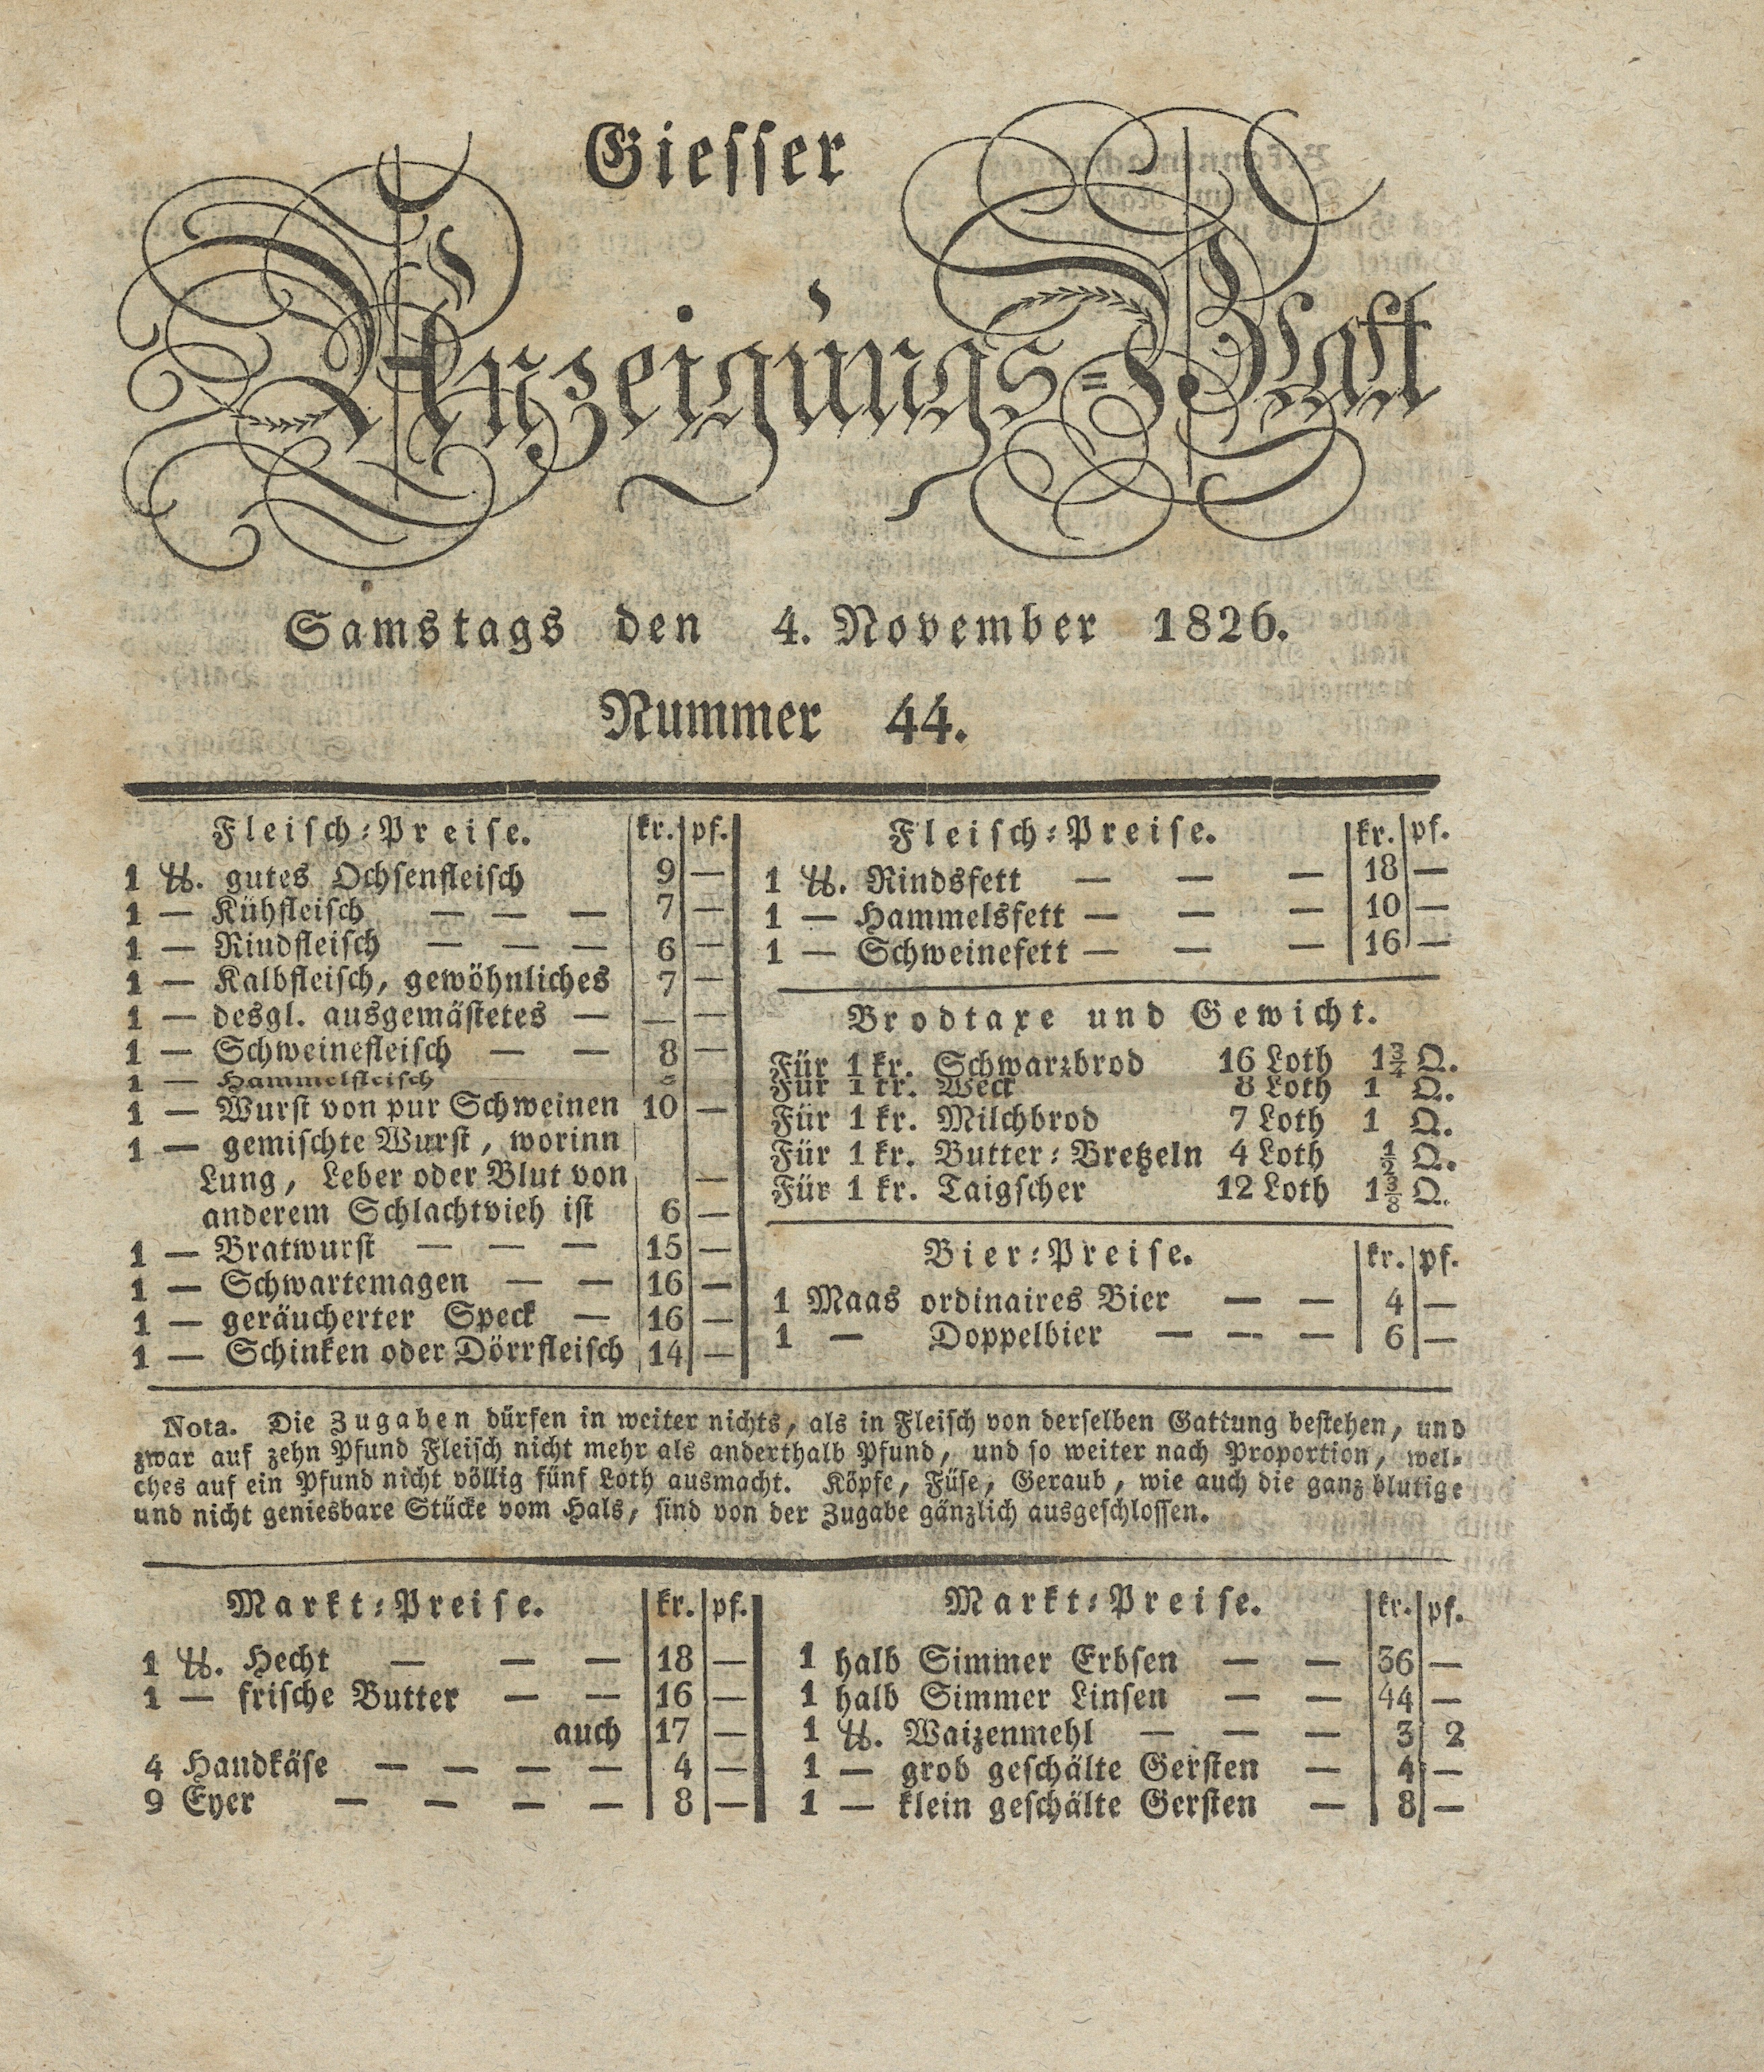 Giesser
Anzeigungs=Blatt
Samstags den 4. November 1826.
Nummer 44.
Fleisch=Preise. kr. pf.
1 ℔. gutes Ochsenfleisch 9 —
1 — Kühfleisch — — — 7 —
1 — Rindfleisch — — — 6 —
1 — Kalbfleisch, gewöhnliches 7 —
1 — desgl. ausgemästetes — — —
1 — Schweinefleisch — — 8 —
1 — Hammelfleisch
1 — Wurst von pur Schweinen 10 —
1 — gemischte Wurst, worinn
Lung, Leber oder Blut von —
anderem Schlachtvieh ist 6 —
1 — Bratwurst — — — 15 —
1 — Schwartemagen — — 16 —
1 — geräucherter Speck — 16 —
1 — Schinken oder Dörrfleisch 14 —
Fleisch=Preise. kr. pf.
1 ℔. Rindsfett — — — 18 —
1 — Hammelsfett — — — 10 —
1 — Schweinefett — — — 16 —
Brodtaxe und Gewicht.
Für 1 kr. Schwarzbrod 16 Loth 1¾ Q.
Für 1 kr. Weck 8 Loth 1 Q.
Für 1 kr. Milchbrod 7 Loth 1 Q.
Für 1 kr. Butter=Bretzeln 4 Loth ½ Q.
Für 1 kr. Taigscher 12 Loth 1⅜ Q.
Bier=Preise. kr. pf.
1 Maas ordinaires Bier — — 4 —
1 — Doppelbier — — — 6 —
Nota. Die Zugaben dürfen in weiter nichts, als in Fleisch von derselben Gattung bestehen, und
zwar auf zehn Pfund Fleisch nicht mehr als anderthalb Pfund, und so weiter nach Proportion, wel=
ches auf ein Pfund nicht völlig fünf Loth ausmacht. Köpfe, Füse, Geraub, wie auch die ganz blutige
und nicht geniesbare Stücke vom Hals, sind von der Zugabe gänzlich ausgeschlossen.
Markt=Preise. kr. pf.
1 ℔. Hecht — — — 18 —
1 — frische Butter — — 16 —
auch 17 —
4 Handkäse — — — — 4 —
9 Eyer — — — — 8 —
Markt=Preise. kr. pf.
1 halb Simmer Erbsen — — 36 —
1 halb Simmer Linsen — — 44 —
1 ℔. Waizenmehl — — — 3 2
1 — grob geschälte Gersten — 4 —
1 — klein geschälte Gersten — 8 —